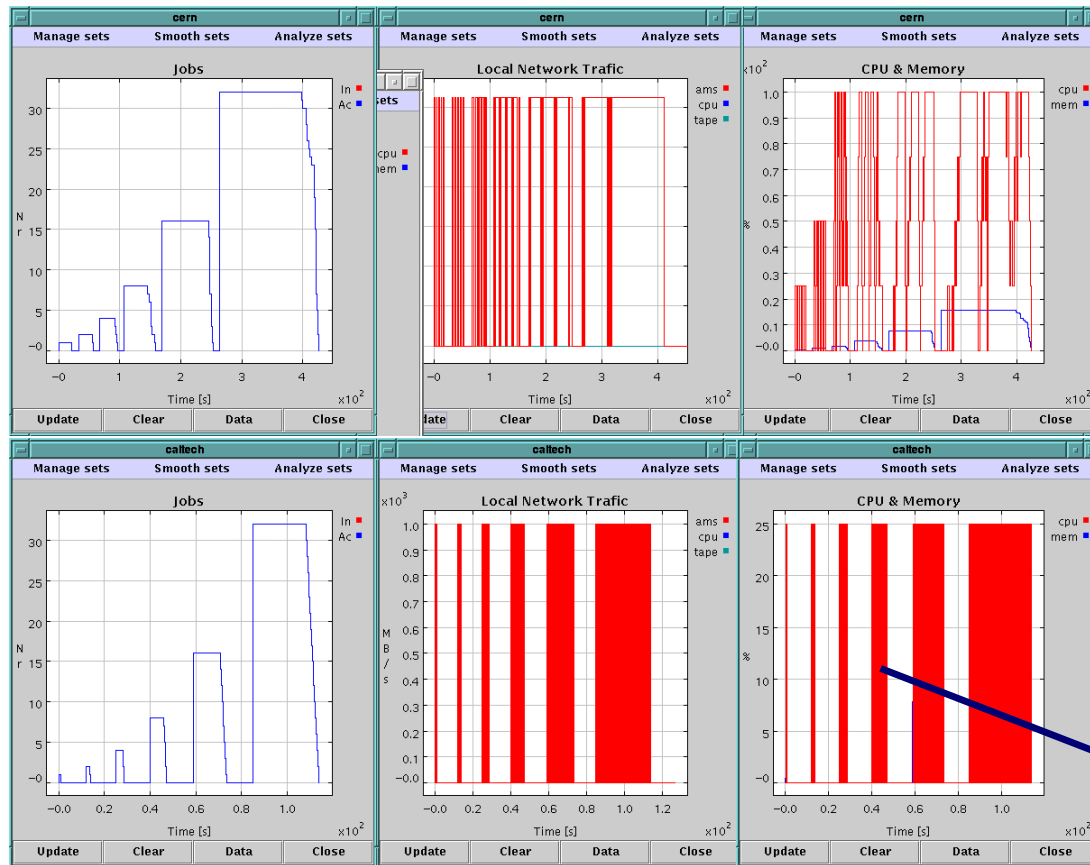 cern
Manage sets Smooth sets Analyze sets
Jobs
In
Ac
30
25
20
15
10
5
−0
N
r
−0 1 2 3 4
×10²
Time [s]
Update Clear Data Close
sets
cpu
mem
cern
Manage sets Smooth sets Analyze sets
Local Network Trafic
ams
cpu
tape
−0 1 2 3 4
×10²
Time [s]
date Clear Data Close
cern
Manage sets Smooth sets Analyze sets
×10²
CPU & Memory
cpu
mem
1.0
0.9
0.8
0.7
0.6
0.5
0.4
0.3
0.2
0.1
−0.0
%
−0 1 2 3 4
×10²
Time [s]
Update Clear Data Close
caltech
Manage sets Smooth sets Analyze sets
Jobs
In
Ac
30
25
20
15
10
5
−0
N
r
−0.0 0.2 0.4 0.6 0.8 1.0
×10²
Time [s]
Update Clear Data Close
caltech
Manage sets Smooth sets Analyze sets
×10³
Local Network Trafic
ams
cpu
tape
1.0
0.9
0.8
0.7
0.6
0.5
0.4
0.3
0.2
0.1
−0.0
M
B
/
s
−0.0 0.2 0.4 0.6 0.8 1.0 1.2
×10²
Time [s]
Update Clear Data Close
caltech
Manage sets Smooth sets Analyze sets
CPU & Memory
cpu
mem
25
20
15
10
5
−0
%
−0.0 0.2 0.4 0.6 0.8 1.0
×10²
Time [s]
Update Clear Data Close